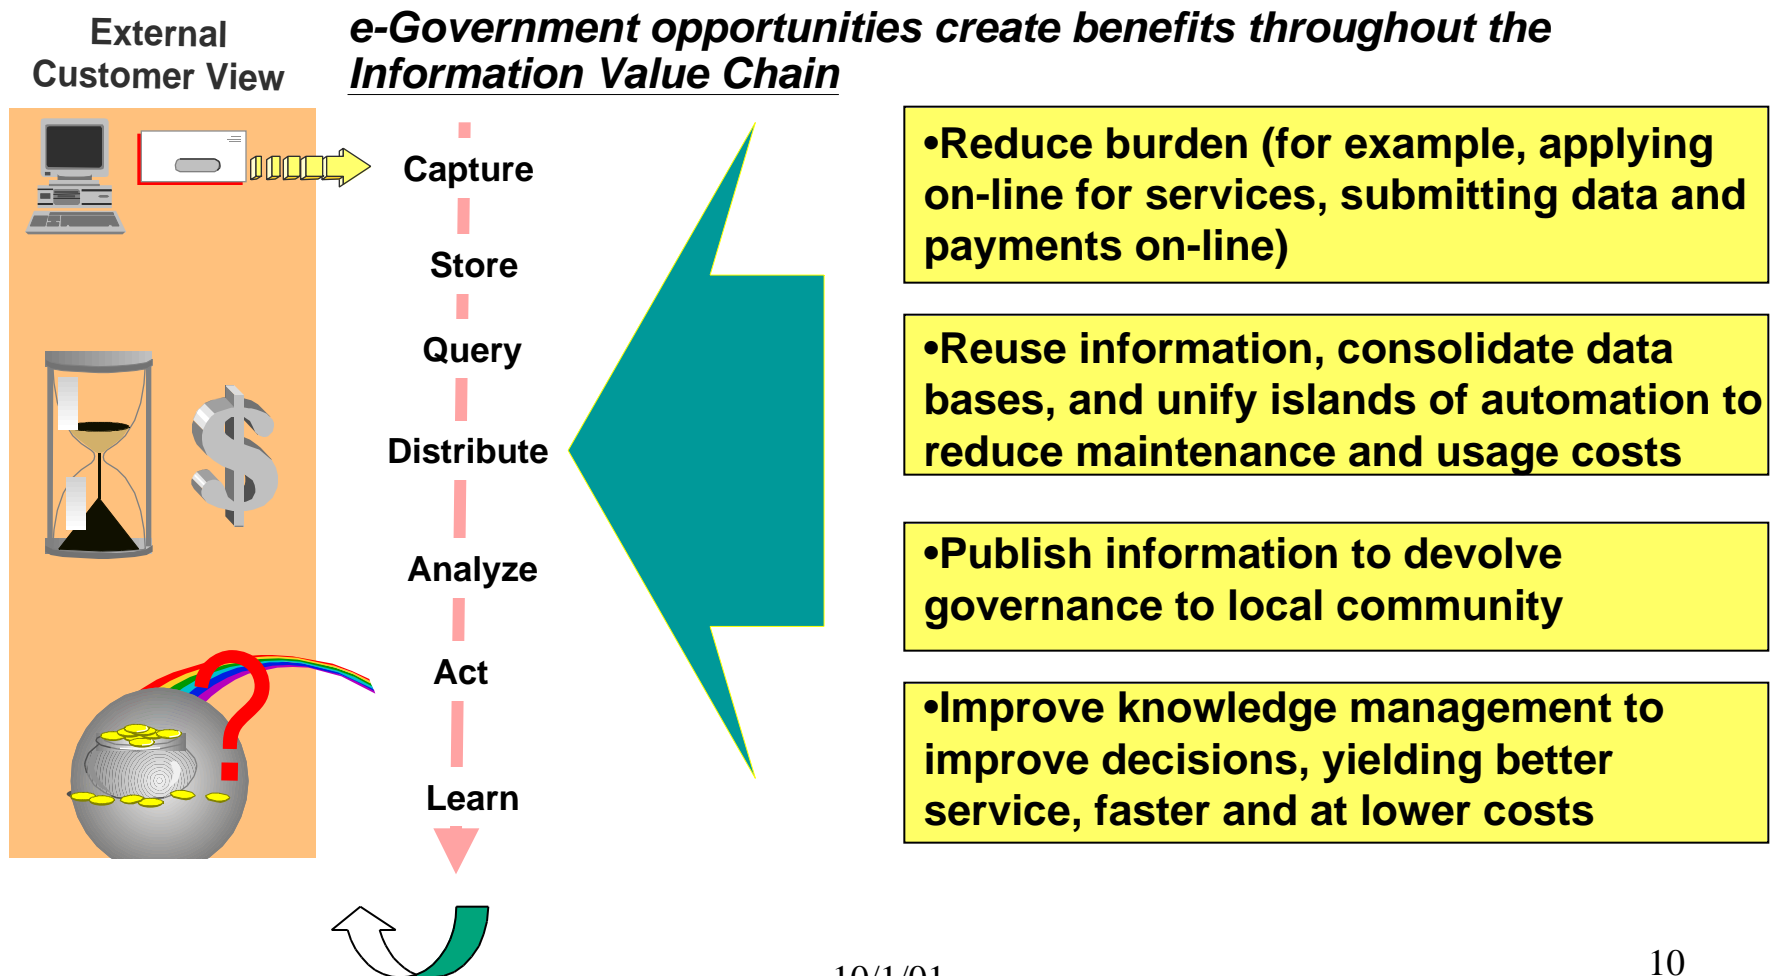 External
Customer View
e-Government opportunities create benefits throughout the
Information Value Chain
Capture
Store
Query
Distribute
Analyze
Act
Learn
•Reduce burden (for example, applying
on-line for services, submitting data and
payments on-line)
•Reuse information, consolidate data
bases, and unify islands of automation to
reduce maintenance and usage costs
•Publish information to devolve
governance to local community
•Improve knowledge management to
improve decisions, yielding better
service, faster and at lower costs
10/1/01
10